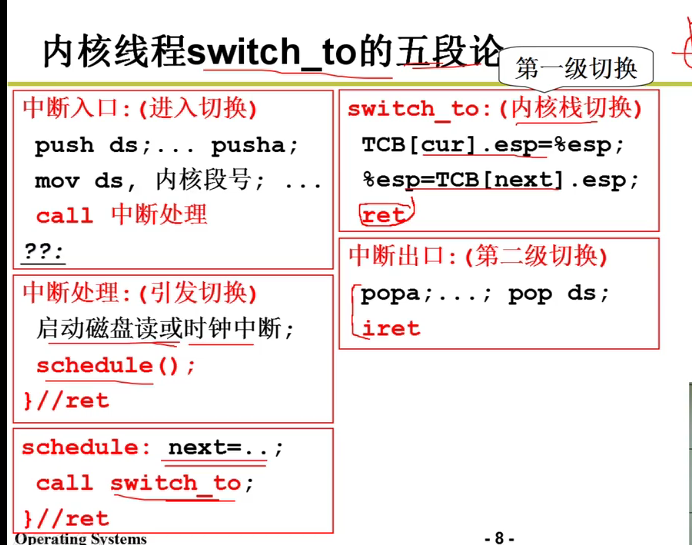 内核线程switch_to的五段论
第一级切换
中断入口:(进入切换)
push ds;... pusha;
mov ds, 内核段号; ...
call 中断处理
??:
中断处理:(引发切换)
启动磁盘读或时钟中断;
schedule();
}//ret
schedule: next=..;
call switch_to;
}//ret
switch_to:(内核栈切换)
TCB[cur].esp=%esp;
%esp=TCB[next].esp;
ret
中断出口:(第二级切换)
popa;...; pop ds;
iret
Operating Systems
- 8 -